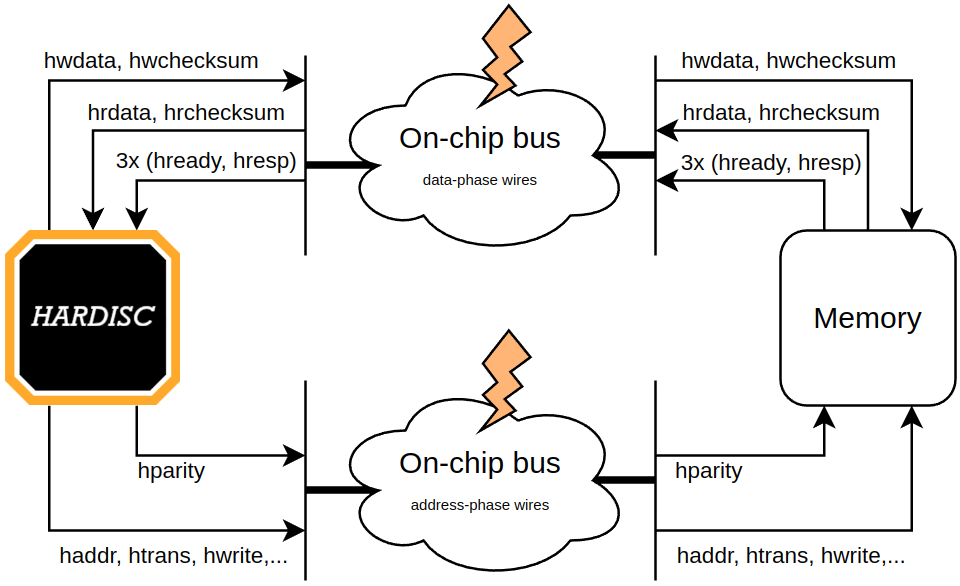 hwdata, hwchecksum
hwdata, hwchecksum
hrdata, hrchecksum
hrdata, hrchecksum
On-chip bus
3x (hready, hresp)
3x (hready, hresp)
data-phase wires
HARDISC
Memory
On-chip bus
hparity
hparity
address-phase wires
haddr, htrans, hwrite,...
haddr, htrans, hwrite,...